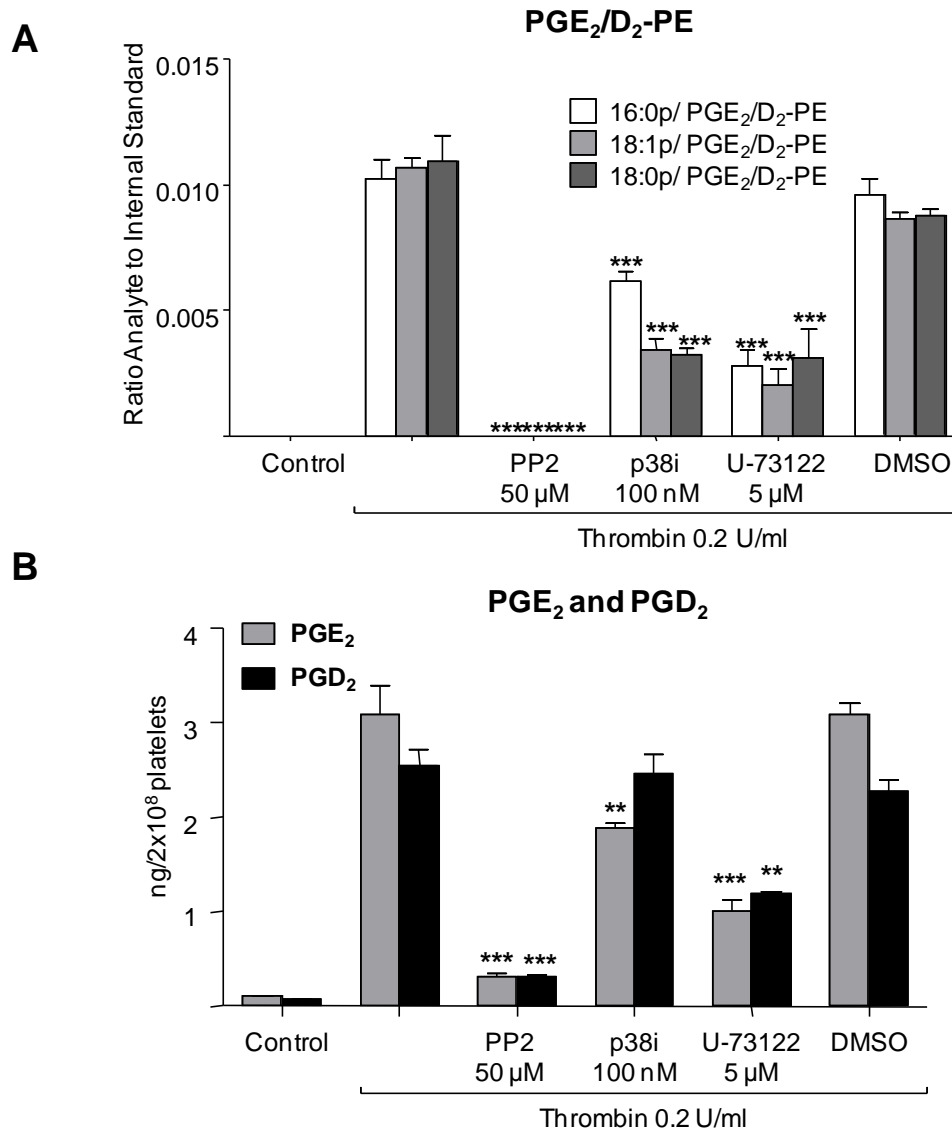 A
PGE₂/D₂-PE
Ratio Analyte to Internal Standard
0.015
0.010
0.005
16:0p/ PGE₂/D₂-PE
18:1p/ PGE₂/D₂-PE
18:0p/ PGE₂/D₂-PE
***
***
***
***
***
***
*********
Control
PP2
50 µM
p38i
100 nM
U-73122
5 µM
DMSO
Thrombin 0.2 U/ml
B
PGE₂ and PGD₂
ng/2x10⁸ platelets
4
3
2
1
PGE₂
PGD₂
***
***
**
***
**
Control
PP2
50 µM
p38i
100 nM
U-73122
5 µM
DMSO
Thrombin 0.2 U/ml